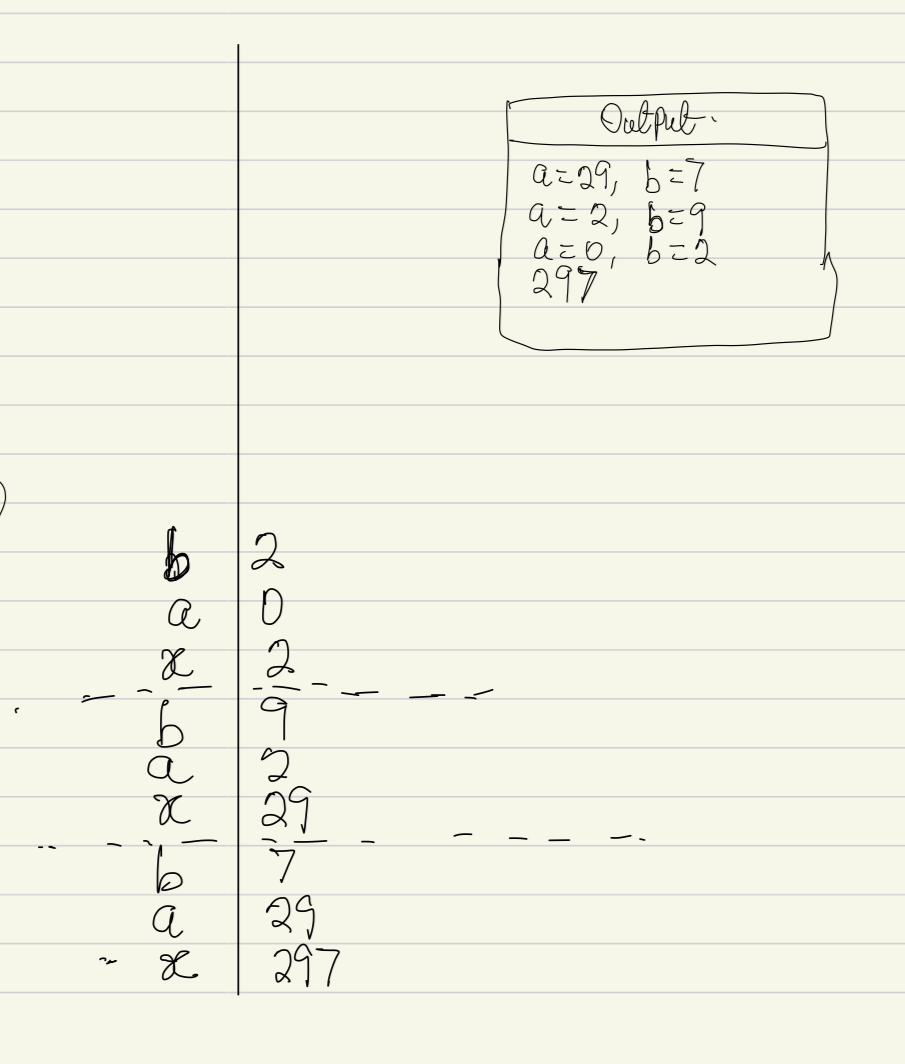 Output.
a=29, b=7
a=2, b=9
a=0, b=2
297
b 2
a 0
x 2
b 9
a 2
x 29
b 7
a 29
x 297